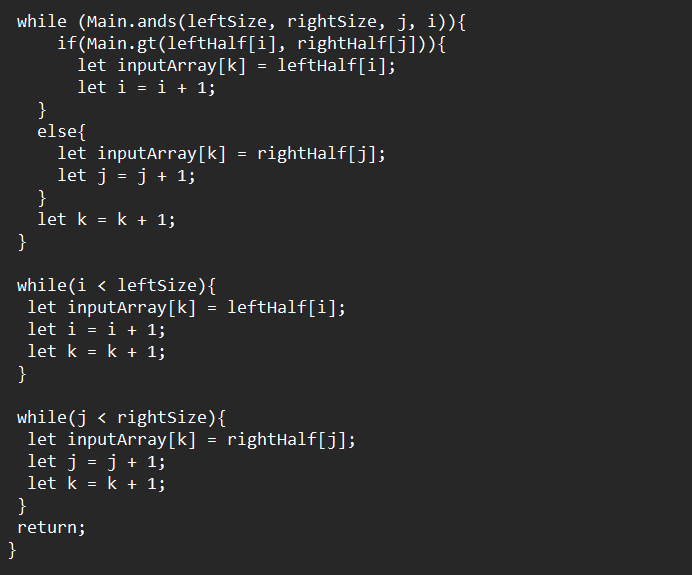 while (Main.ands(leftSize, rightSize, j, i)){
    if(Main.gt(leftHalf[i], rightHalf[j])){
      let inputArray[k] = leftHalf[i];
      let i = i + 1;
  }
  else{
    let inputArray[k] = rightHalf[j];
    let j = j + 1;
  }
  let k = k + 1;
}

while(i < leftSize){
 let inputArray[k] = leftHalf[i];
 let i = i + 1;
 let k = k + 1;
}

while(j < rightSize){
 let inputArray[k] = rightHalf[j];
 let j = j + 1;
 let k = k + 1;
}
return;
}